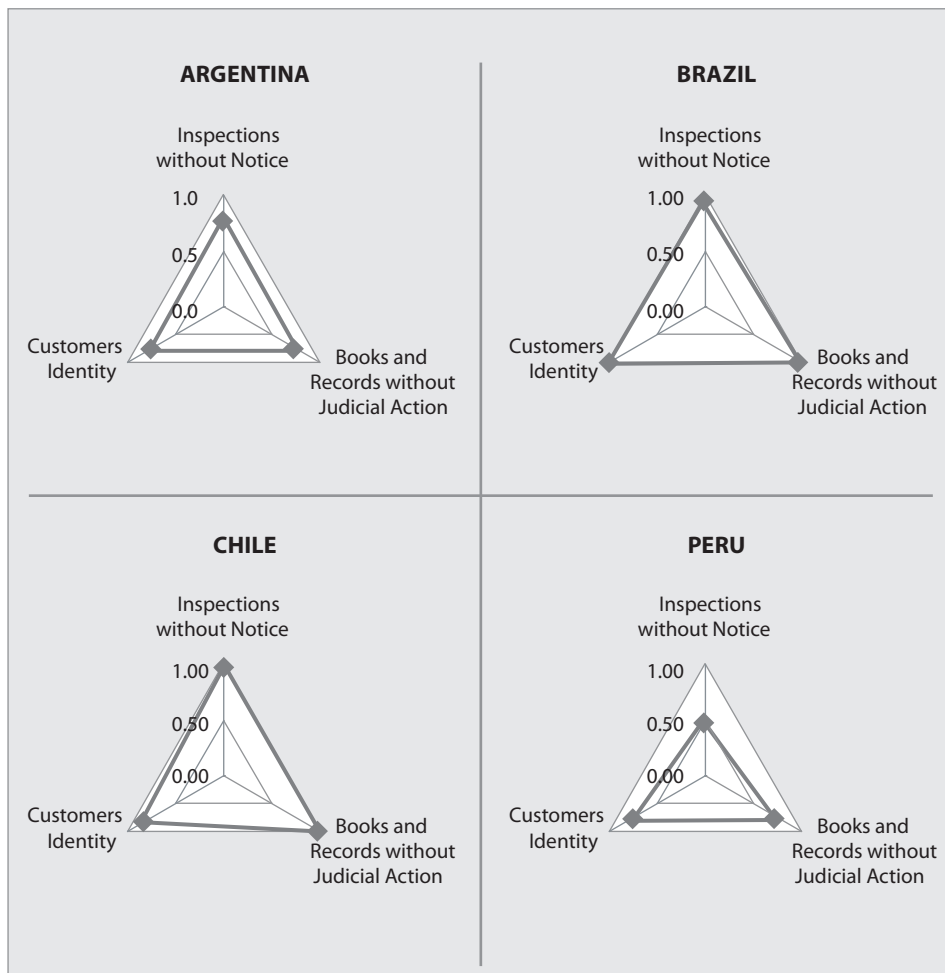 ARGENTINA
Inspections
without Notice
1.0
0.5
0.0
Customers
Identity
Books and
Records without
Judicial Action
BRAZIL
Inspections
without Notice
1.00
0.50
0.00
Customers
Identity
Books and
Records without
Judicial Action
CHILE
Inspections
without Notice
1.00
0.50
0.00
Customers
Identity
Books and
Records without
Judicial Action
PERU
Inspections
without Notice
1.00
0.50
0.00
Customers
Identity
Books and
Records without
Judicial Action